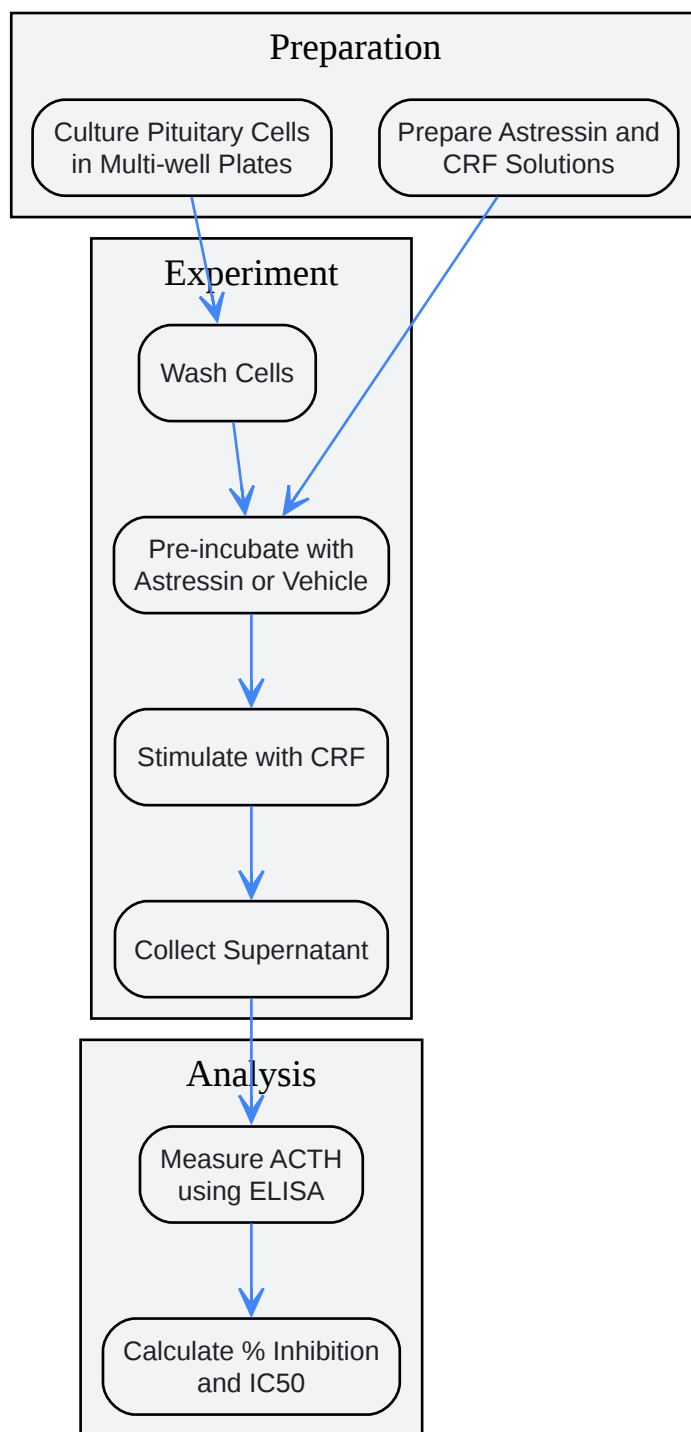 Preparation
Culture Pituitary Cells
in Multi-well Plates
Prepare Astressin and
CRF Solutions
Experiment
Wash Cells
Pre-incubate with
Astressin or Vehicle
Stimulate with CRF
Collect Supernatant
Analysis
Measure ACTH
using ELISA
Calculate % Inhibition
and IC50